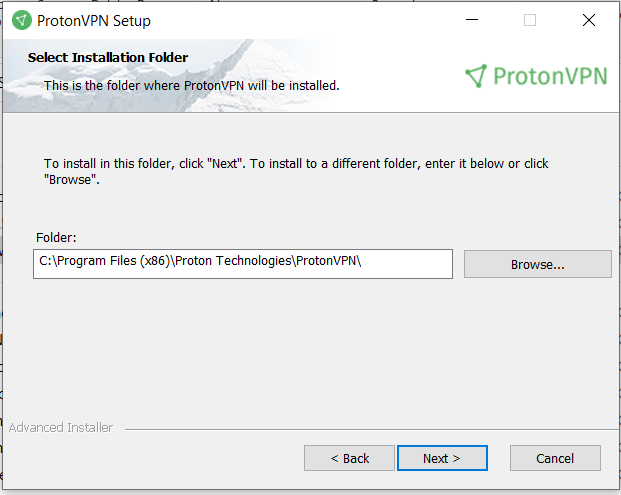 ProtonVPN Setup
Select Installation Folder
This is the folder where ProtonVPN will be installed.
ProtonVPN
To install in this folder, click "Next". To install to a different folder, enter it below or click
"Browse".
Folder:
C:\Program Files (x86)\Proton Technologies\ProtonVPN\
Browse...
Advanced Installer
< Back
Next >
Cancel